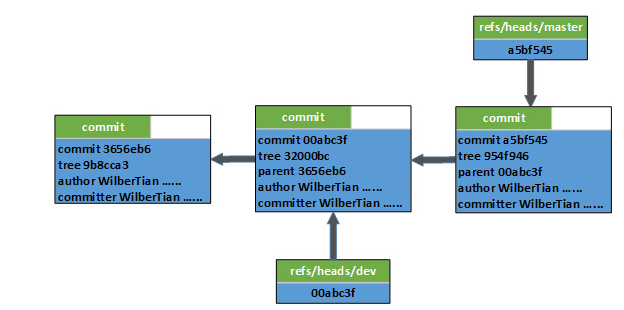 refs/heads/master
a5bf545
commit
commit 3656eb6
tree 9b8cca3
author WilberTian ......
committer WilberTian ......
commit
commit 00abc3f
tree 32000bc
parent 3656eb6
author WilberTian ......
committer WilberTian ......
commit
commit a5bf545
tree 954f946
parent 00abc3f
author WilberTian ......
committer WilberTian ......
refs/heads/dev
00abc3f